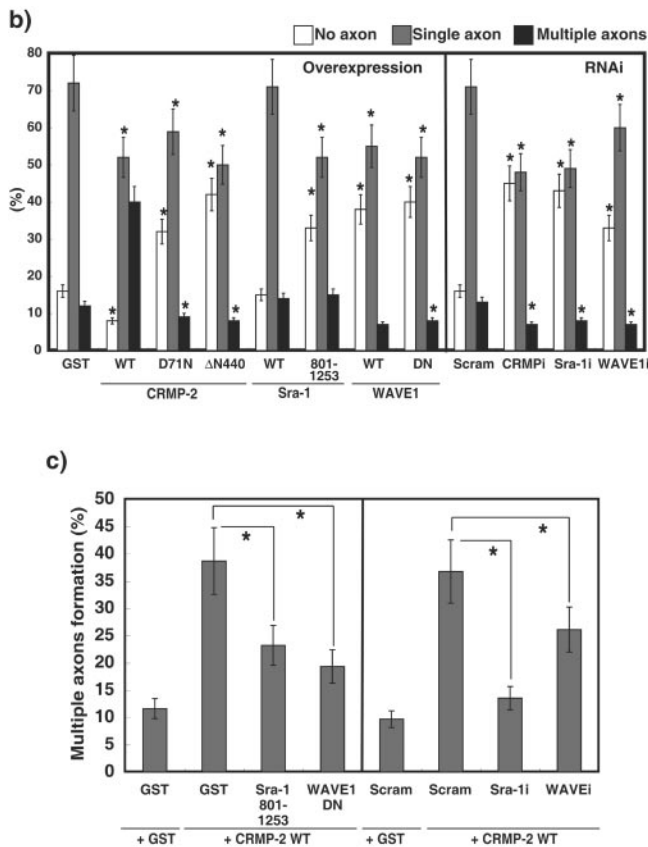 b)
No axon Single axon Multiple axons
Overexpression RNAi
80
70
60
50
40
30
20
10
0
(%)
* * * * * * * * * * * * * * * * * * * * *
GST WT D71N ΔN440 WT 801- WT DN Scram CRMPi Sra-1i WAVE1i
1253
CRMP-2 Sra-1 WAVE1
c)
50
45
40
35
30
25
20
15
10
5
0
Multiple axons formation (%)
* * * *
GST GST Sra-1 WAVE1 Scram Scram Sra-1i WAVEi
801- DN
1253
+ GST + CRMP-2 WT + GST + CRMP-2 WT